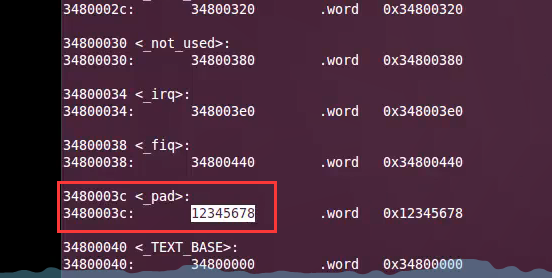 3480002c: 34800320 .word 0x34800320
34800030 <_not_used>:
34800030: 34800380 .word 0x34800380
34800034 <_irq>:
34800034: 348003e0 .word 0x348003e0
34800038 <_fiq>:
34800038: 34800440 .word 0x34800440
3480003c <_pad>:
3480003c: 12345678 .word 0x12345678
34800040 <_TEXT_BASE>:
34800040: 34800000 .word 0x34800000